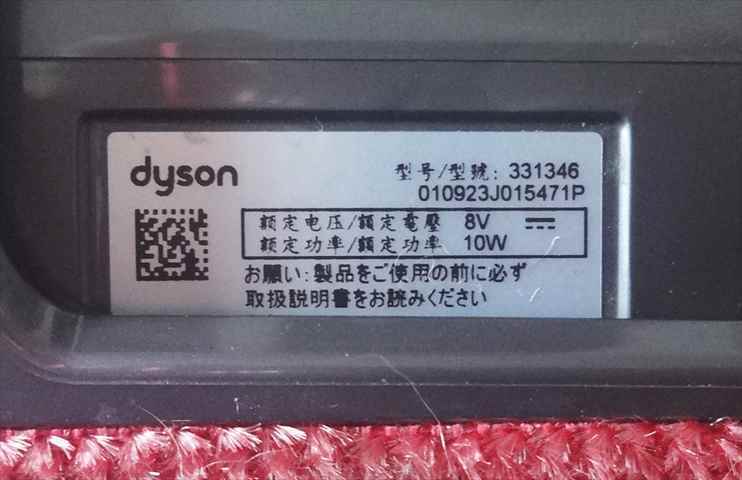 dyson
型号/型號: 331346
010923J015471P
额定电压/額定電壓 8V
额定功率/額定功率 10W
お願い:製品をご使用の前に必ず
取扱説明書をお読みください